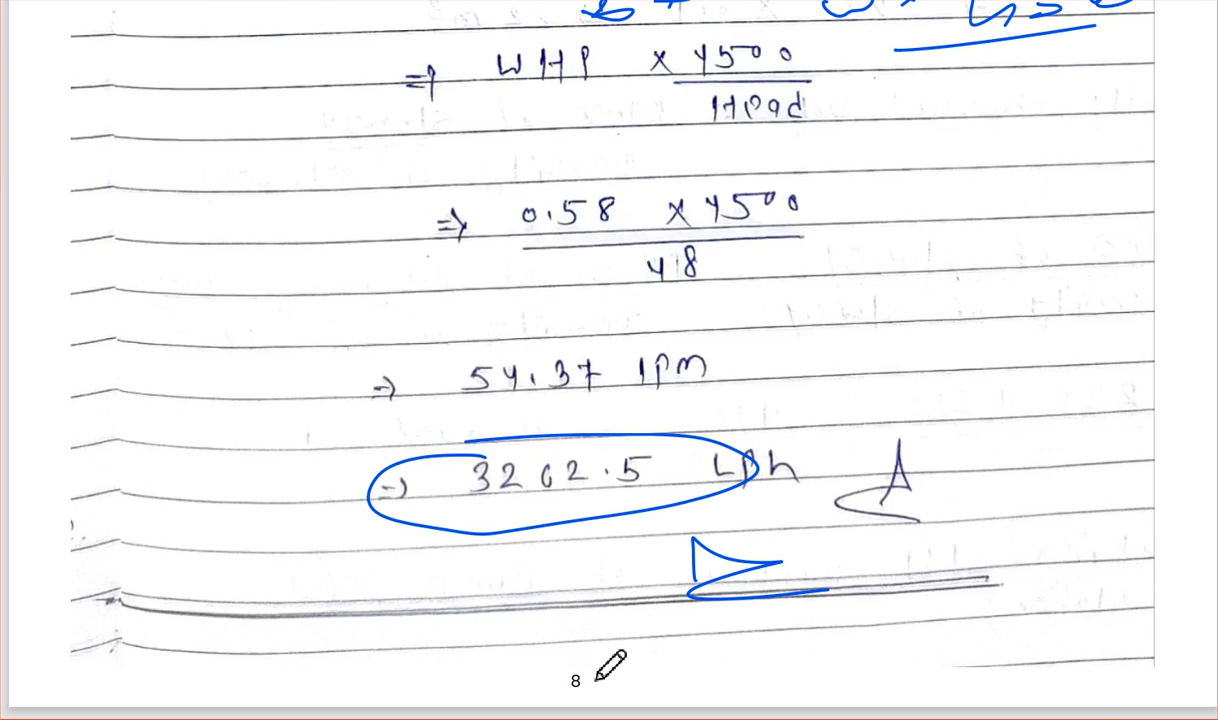 => WHP x 4500
Head
=> 0.58 x 4500
48
=> 54.37 lpm
=> 3262.5 LPh
8